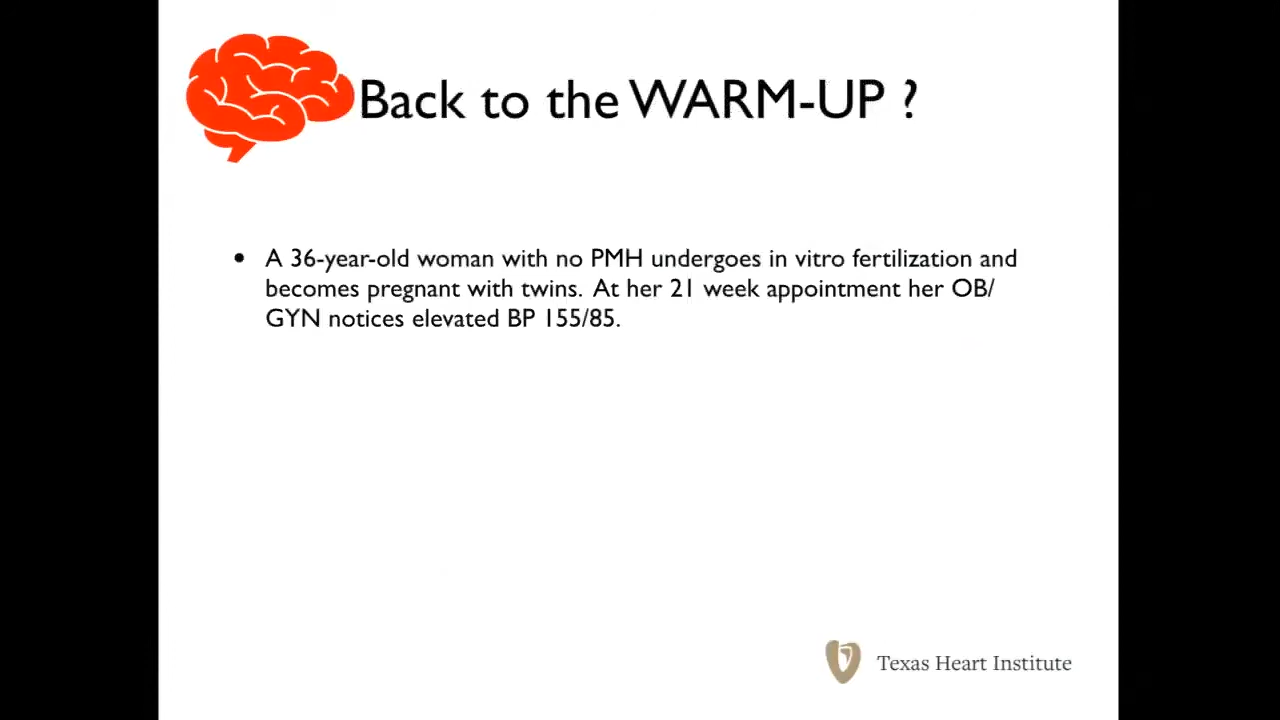 Back to the WARM-UP ?
• A 36-year-old woman with no PMH undergoes in vitro fertilization and
becomes pregnant with twins. At her 21 week appointment her OB/
GYN notices elevated BP 155/85.
Texas Heart Institute